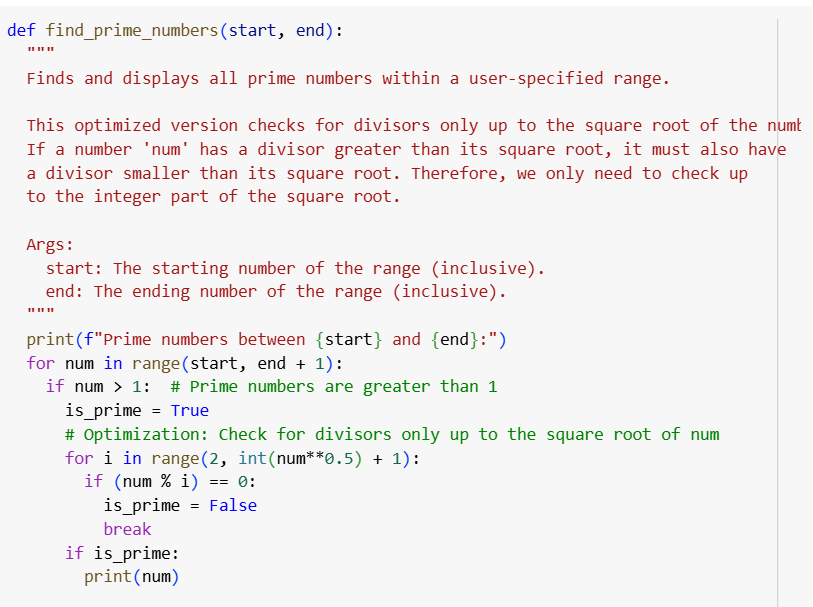 def find_prime_numbers(start, end):
  """
  Finds and displays all prime numbers within a user-specified range.

  This optimized version checks for divisors only up to the square root of the
  If a number 'num' has a divisor greater than its square root, it must also have
  a divisor smaller than its square root. Therefore, we only need to check up
  to the integer part of the square root.

  Args:
    start: The starting number of the range (inclusive).
    end: The ending number of the range (inclusive).
  """
  print(f"Prime numbers between {start} and {end}:")
  for num in range(start, end + 1):
    if num > 1:  # Prime numbers are greater than 1
      is_prime = True
      # Optimization: Check for divisors only up to the square root of num
      for i in range(2, int(num**0.5) + 1):
        if (num % i) == 0:
          is_prime = False
          break
      if is_prime:
        print(num)